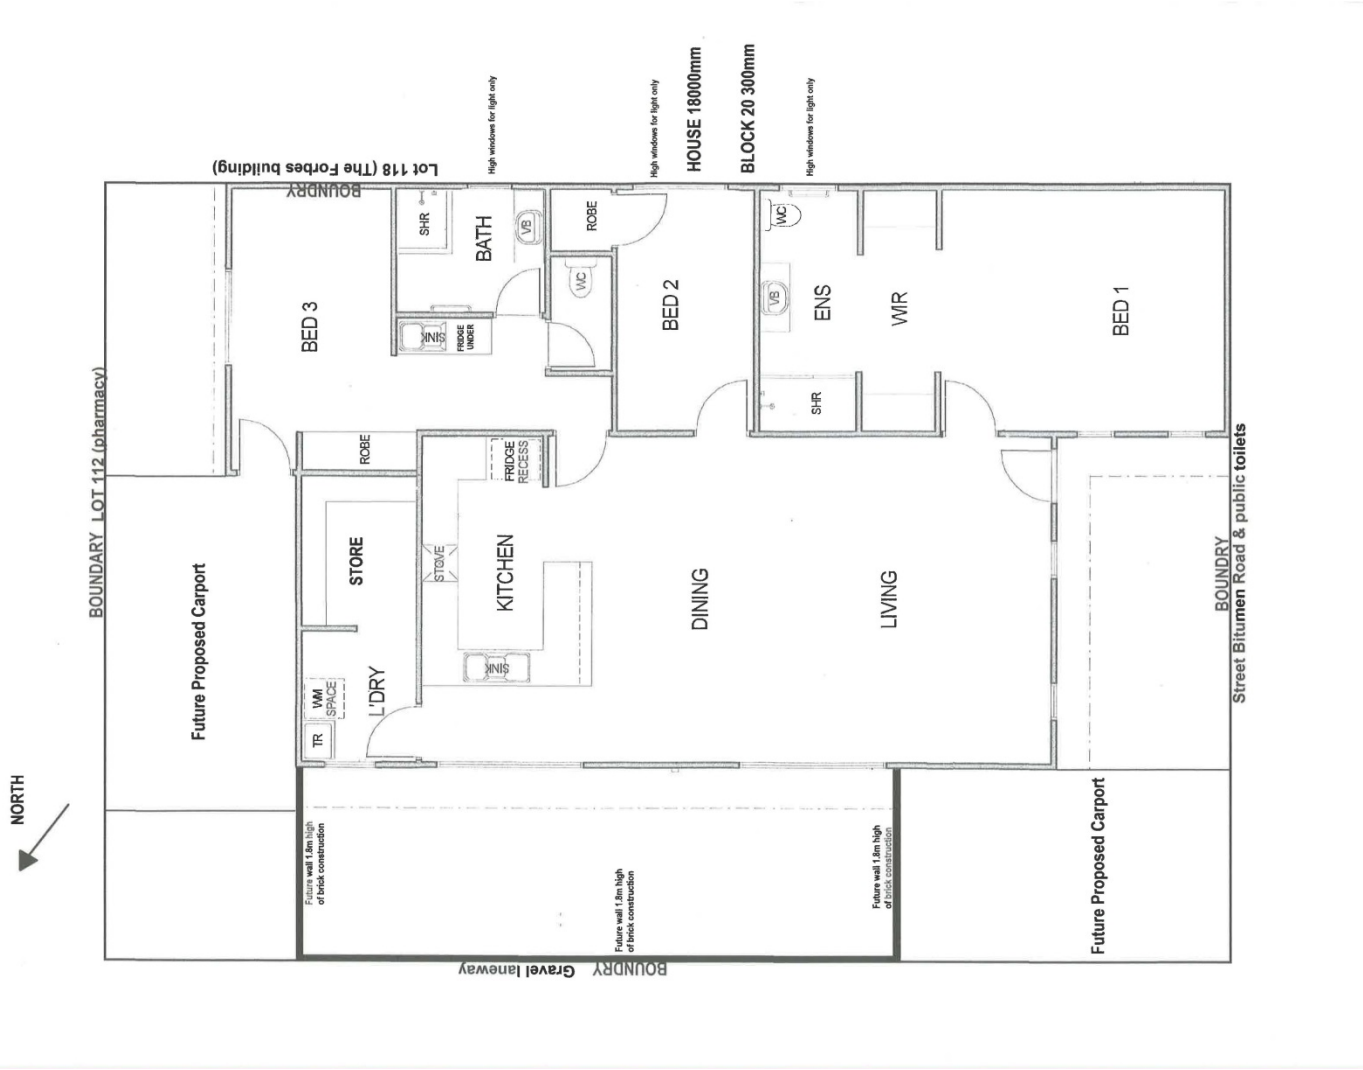 High windows for light only
High windows for light only
HOUSE 18000mm
BLOCK 20 300mm
High windows for light only
Lot 118 (The Forbes building)
BOUNDRY
BOUNDARY LOT 112 (pharmacy)
BED 3
SHR
BATH
VB
ROBE
WC
SINK
FRIDGE
UNDER
BED 2
WC
VB
ENS
SHR
WIR
BED 1
ROBE
FRIDGE
RECESS
STORE
STOVE
KITCHEN
SINK
DINING
LIVING
WM
SPACE
TR
L'DRY
Future Proposed Carport
BOUNDRY
Street Bitumen Road & public toilets
NORTH
Future wall 1.8m high
of brick construction
Future wall 1.8m high
of brick construction
Future wall 1.8m high
of brick construction
Future Proposed Carport
BOUNDRY Gravel laneway